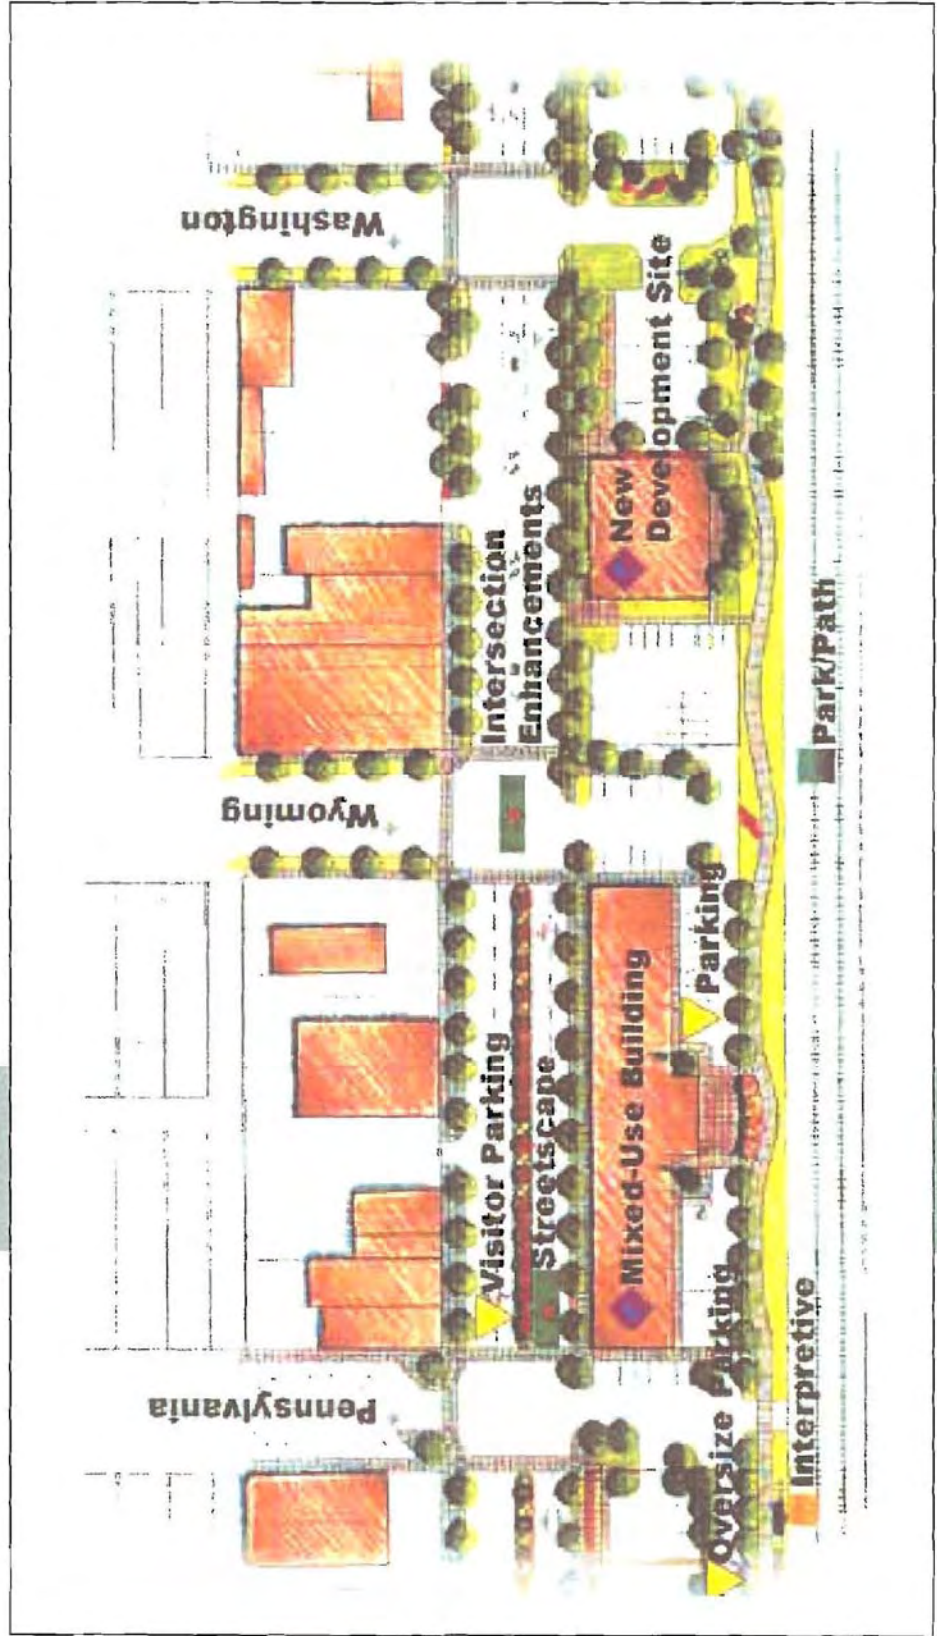 Pennsylvania
Wyoming
Washington
Visitor Parking
Streetscape
Intersection
Enhancements
Mixed-Use Building
New
Development Site
Oversize Parking
Parking
Interpretive
Park/Path